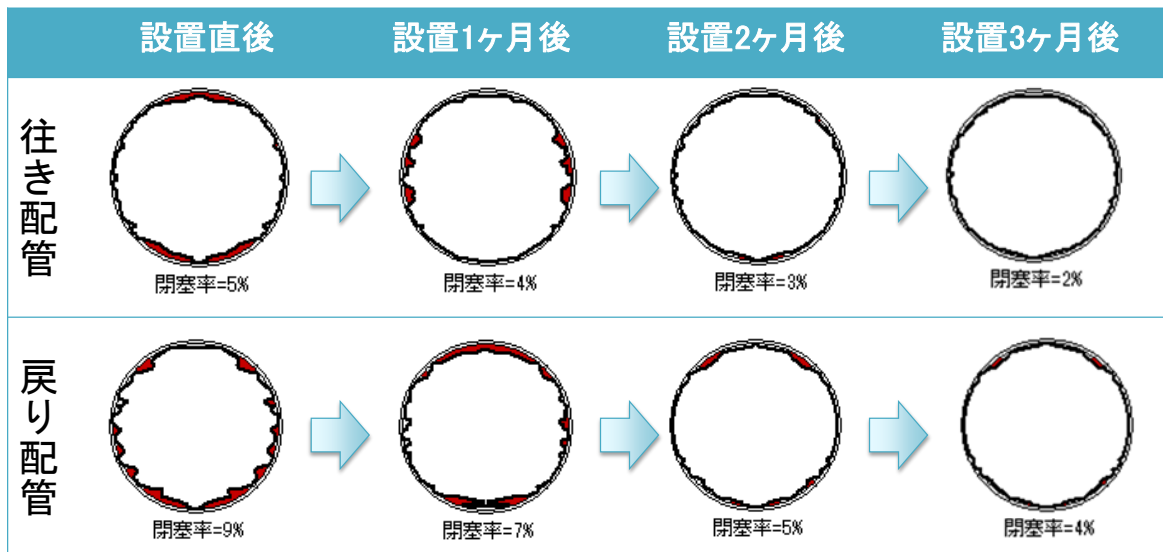 設置直後
設置1ヶ月後
設置2ヶ月後
設置3ヶ月後
往き配管
閉塞率=5%
閉塞率=4%
閉塞率=3%
閉塞率=2%
戻り配管
閉塞率=9%
閉塞率=7%
閉塞率=5%
閉塞率=4%